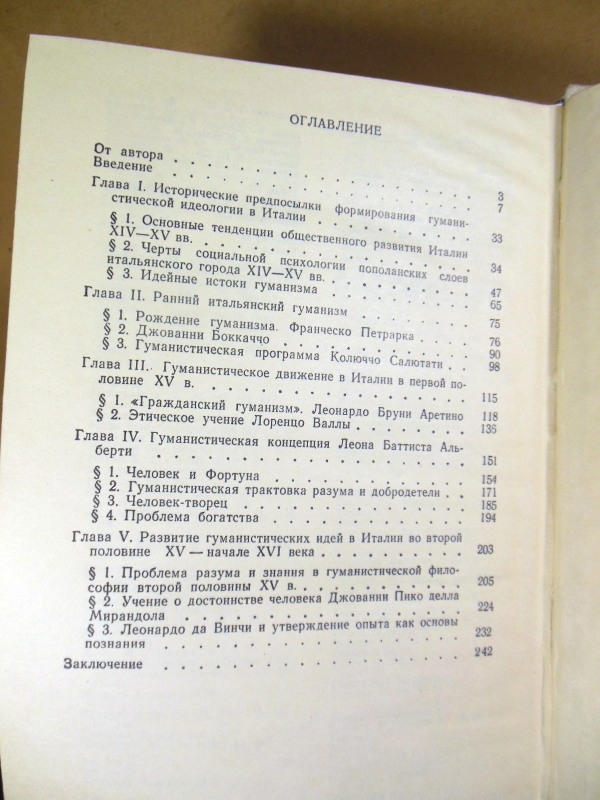 ОГЛАВЛЕНИЕ
От автора . . . . . . . . . . . . . . . . 3
Введение . . . . . . . . . . . . . . . . 7
Глава I. Исторические предпосылки формирования гумани-
стической идеологии в Италии . . . . . . . . . 33
§ 1. Основные тенденции общественного развития Италии
XIV—XV вв. . . . . . . . . . . . . . . 34
§ 2. Черты социальной психологии пополанских слоев
итальянского города XIV—XV вв. . . . . . . . . 47
§ 3. Идейные истоки гуманизма . . . . . . . . . 65
Глава II. Ранний итальянский гуманизм . . . . . . . 75
§ 1. Рождение гуманизма. Франческо Петрарка . . . . 76
§ 2. Джованни Боккаччо . . . . . . . . . . 90
§ 3. Гуманистическая программа Колюччо Салютати . . 98
Глава III. Гуманистическое движение в Италии в первой по-
ловине XV в. . . . . . . . . . . . . . . 115
§ 1. «Гражданский гуманизм». Леонардо Бруни Аретино 118
§ 2. Этическое учение Лоренцо Валлы . . . . . . . 136
Глава IV. Гуманистическая концепция Леона Баттиста Аль-
берти . . . . . . . . . . . . . . . . 151
§ 1. Человек и Фортуна . . . . . . . . . . . 154
§ 2. Гуманистическая трактовка разума и добродетели . . 171
§ 3. Человек-творец . . . . . . . . . . . . 185
§ 4. Проблема богатства . . . . . . . . . . . 194
Глава V. Развитие гуманистических идей в Италии во второй
половине XV — начале XVI века . . . . . . . . . 203
§ 1. Проблема разума и знания в гуманистической фило-
софии второй половины XV в. . . . . . . . . . 205
§ 2. Учение о достоинстве человека Джованни Пико делла
Мирандола . . . . . . . . . . . . . . 224
§ 3. Леонардо да Винчи и утверждение опыта как основы
познания . . . . . . . . . . . . . . 232
Заключение . . . . . . . . . . . . . . 242